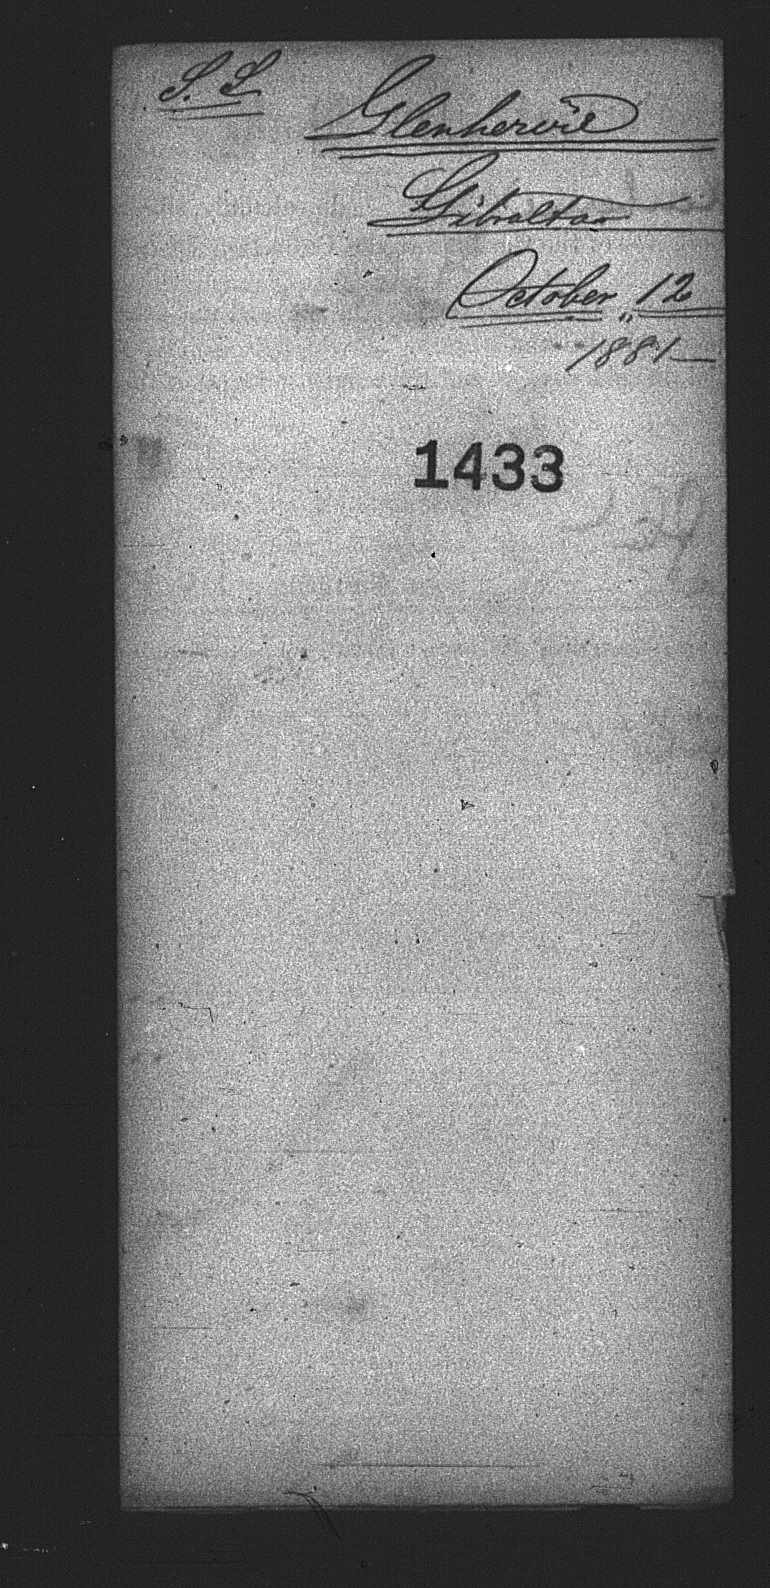 S. S. Glenhervie
Gibraltar
October 12
1881
1433